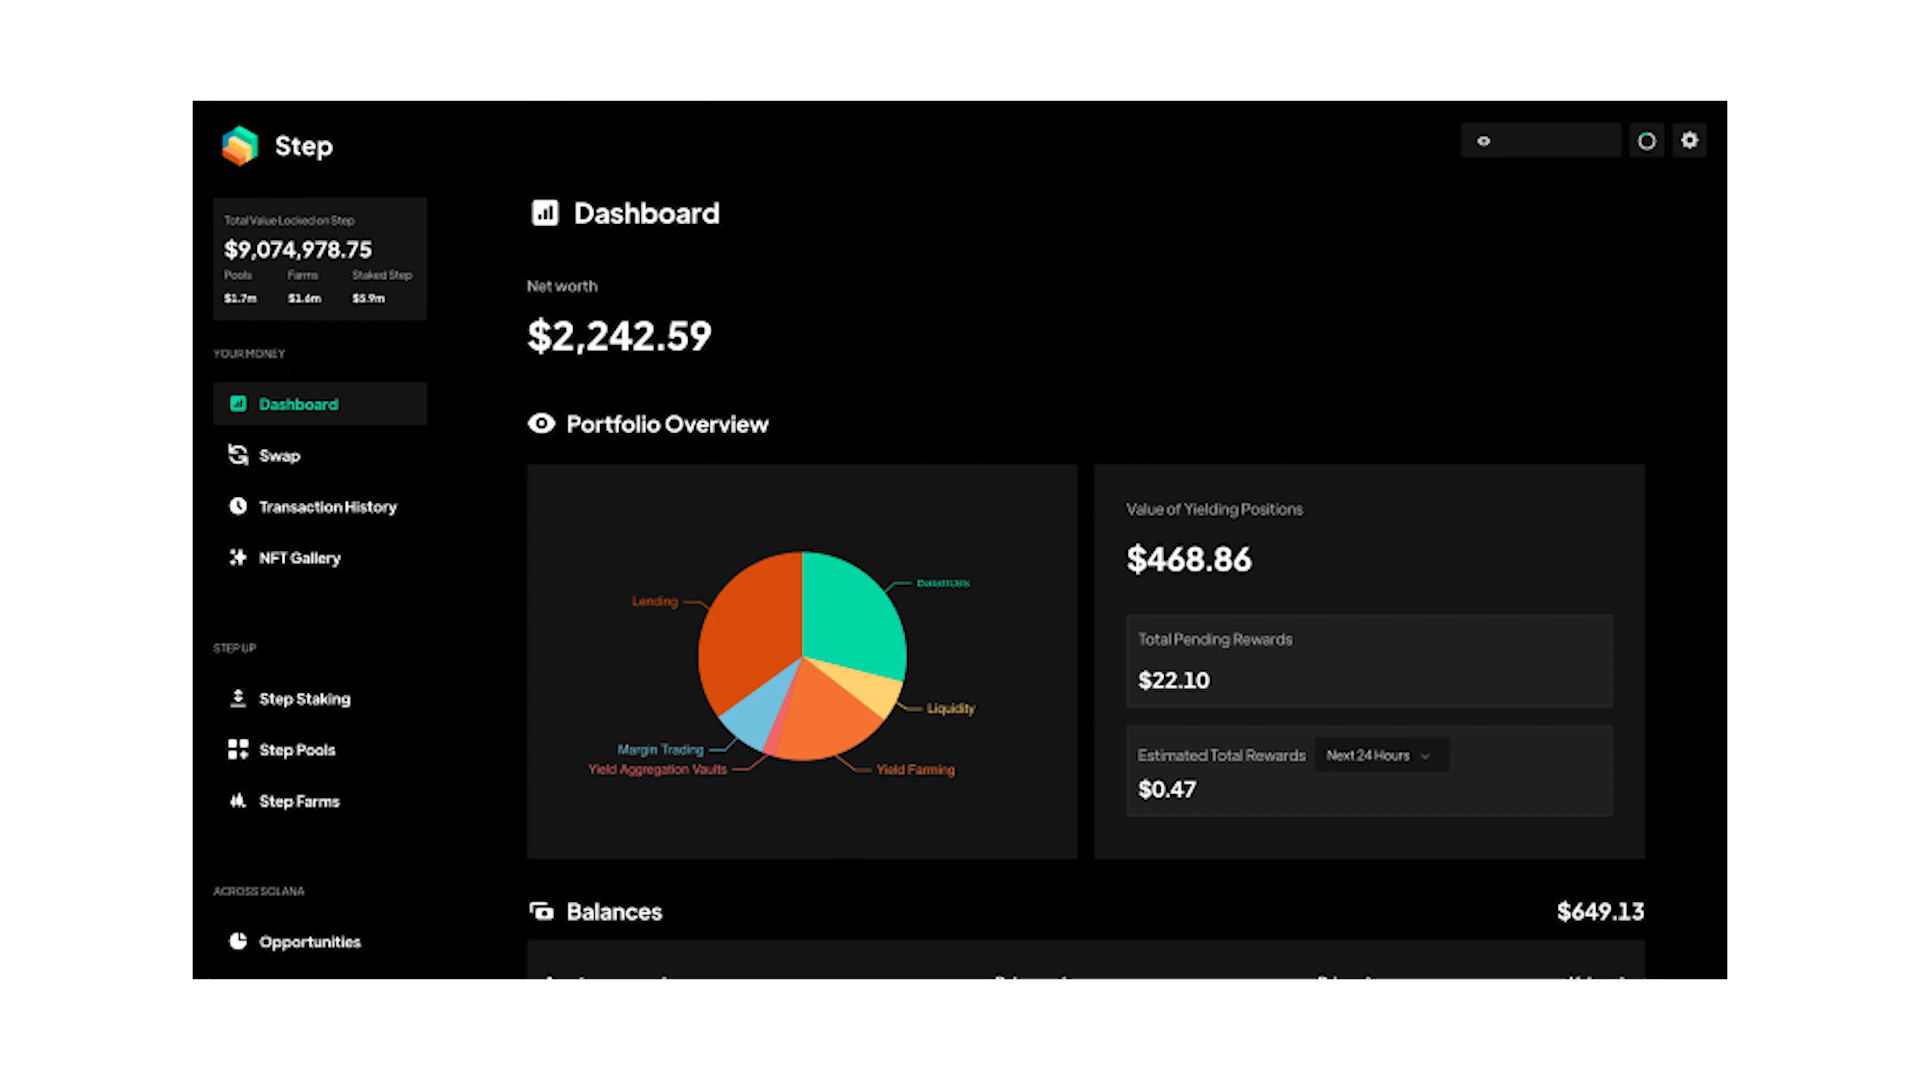 Step
Total Value Locked on Step
$9,074,978.75
Pools Farms Staked Step
$1.7m $1.6m $5.9m
YOUR MONEY
Dashboard
Swap
Transaction History
NFT Gallery
STEP UP
Step Staking
Step Pools
Step Farms
ACROSS SOLANA
Opportunities
Dashboard
Net worth
$2,242.59
Portfolio Overview
Lending
Balances
Liquidity
Margin Trading
Yield Aggregation Vaults
Yield Farming
Value of Yielding Positions
$468.86
Total Pending Rewards
$22.10
Estimated Total Rewards Next 24 Hours
$0.47
Balances $649.13